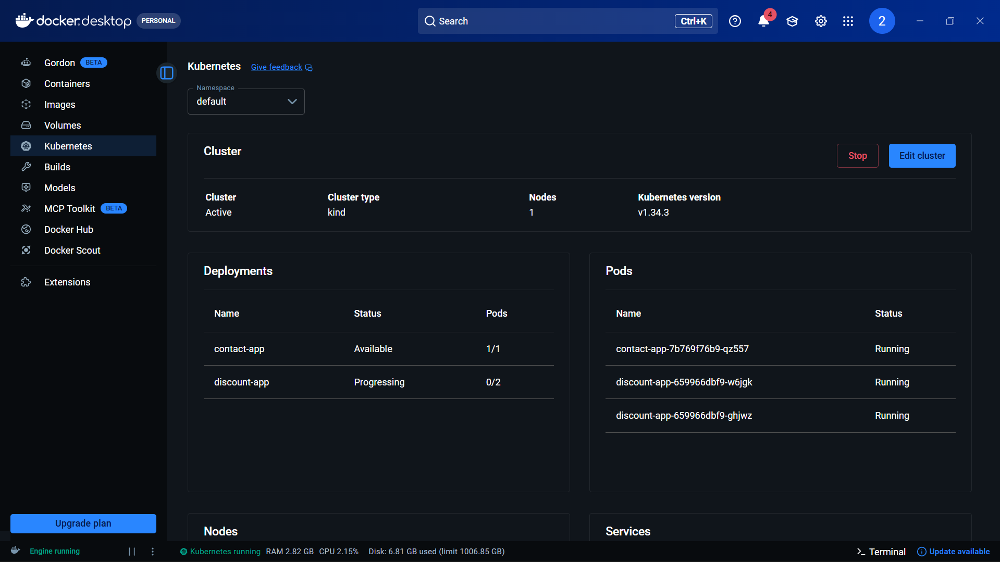 docker.desktop PERSONAL
Search Ctrl+K
4
2
Gordon BETA
Containers
Images
Volumes
Kubernetes
Builds
Models
MCP Toolkit BETA
Docker Hub
Docker Scout
Extensions
Upgrade plan
Kubernetes Give feedback
Namespace
default
Cluster
Stop Edit cluster
Cluster Cluster type Nodes Kubernetes version
Active kind 1 v1.34.3
Deployments
Name Status Pods
contact-app Available 1/1
discount-app Progressing 0/2
Pods
Name Status
contact-app-7b769f76b9-qz557 Running
discount-app-659966dbf9-w6jgk Running
discount-app-659966dbf9-ghjwz Running
Nodes
Services
Engine running
Kubernetes running RAM 2.82 GB CPU 2.15% Disk: 6.81 GB used (limit 1006.85 GB)
Terminal Update available